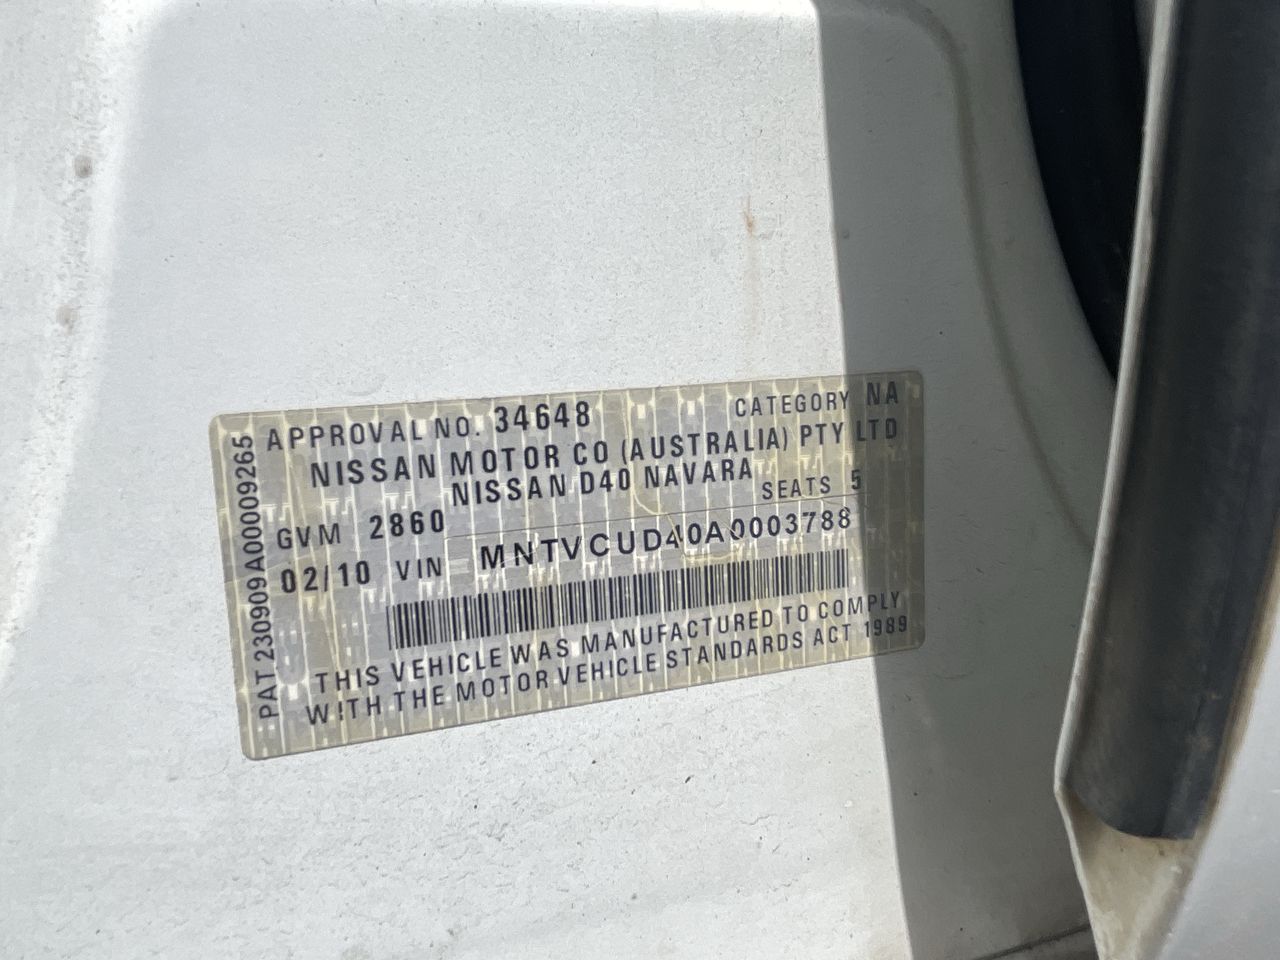 APPROVAL NO. 34648 CATEGORY NA
NISSAN MOTOR CO (AUSTRALIA) PTY LTD
NISSAN D40 NAVARA
GVM 2860 SEATS 5
02/10 VIN MNTVCUD40A0003788
THIS VEHICLE WAS MANUFACTURED TO COMPLY
WITH THE MOTOR VEHICLE STANDARDS ACT 1989
PAT 230909A000009265